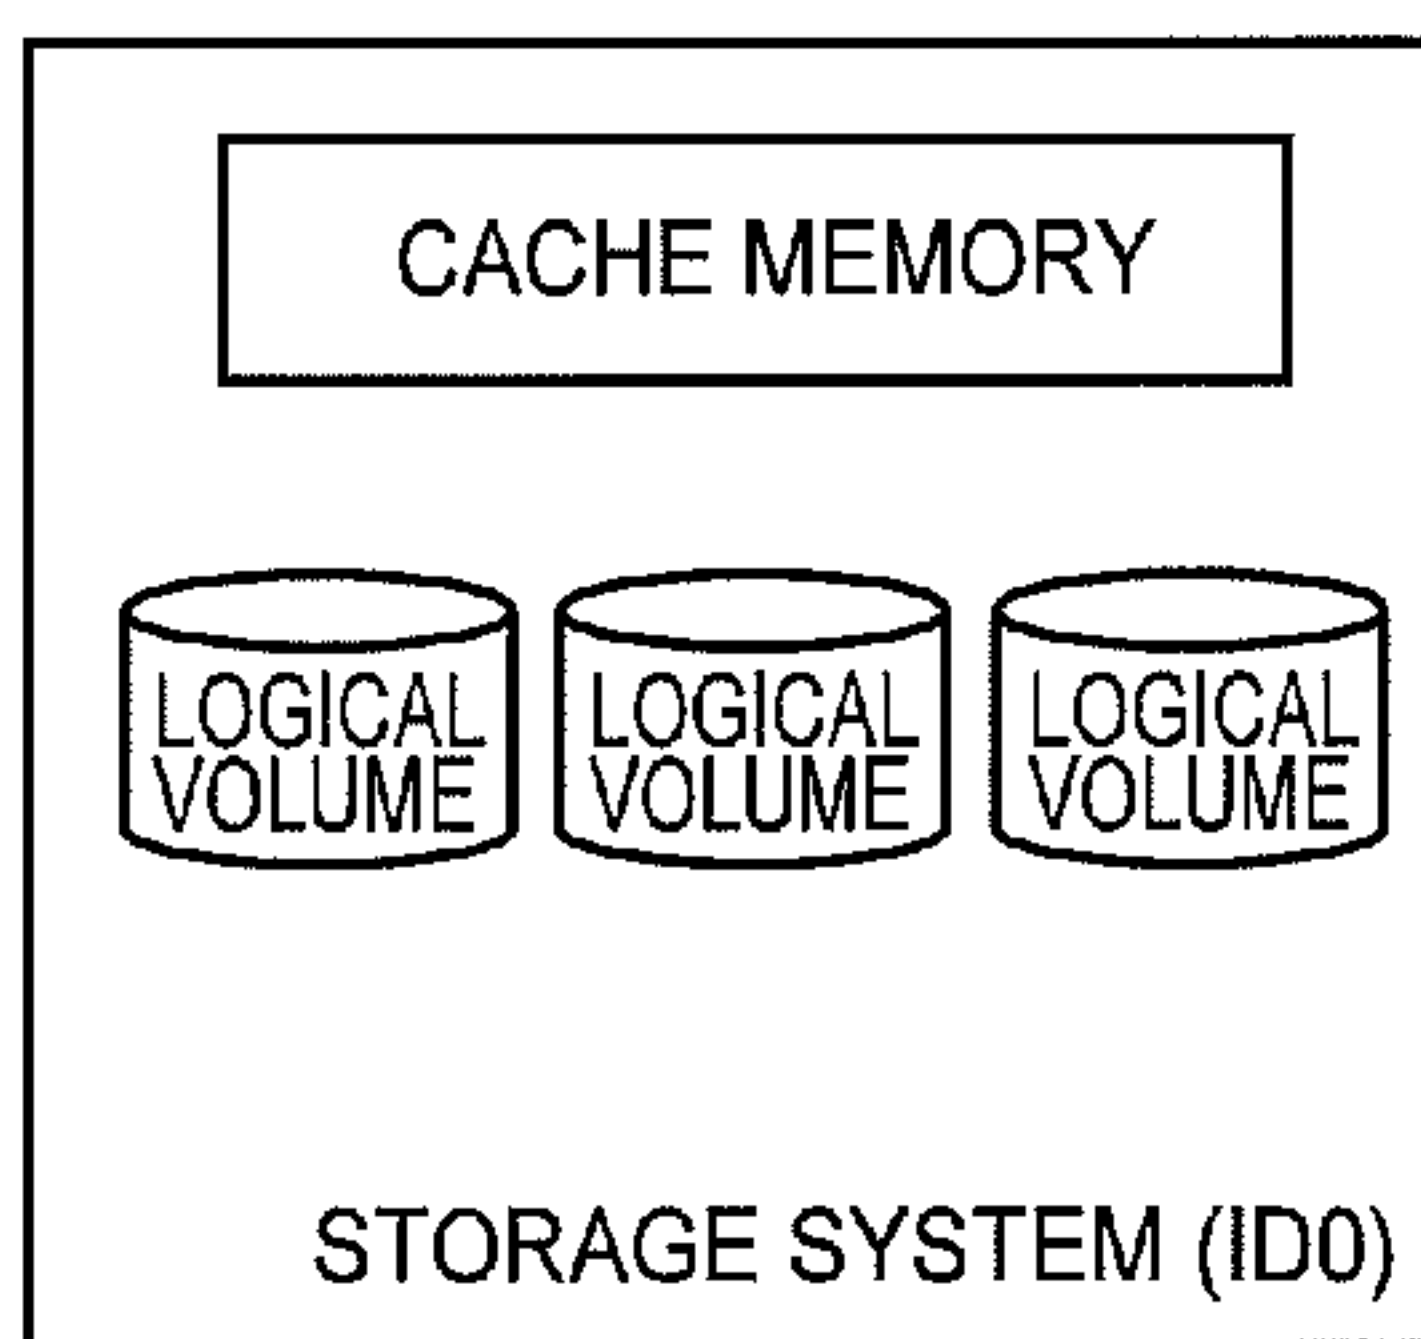 CACHE MEMORY
LOGICAL
VOLUME
LOGICAL
VOLUME
LOGICAL
VOLUME
STORAGE SYSTEM (ID0)